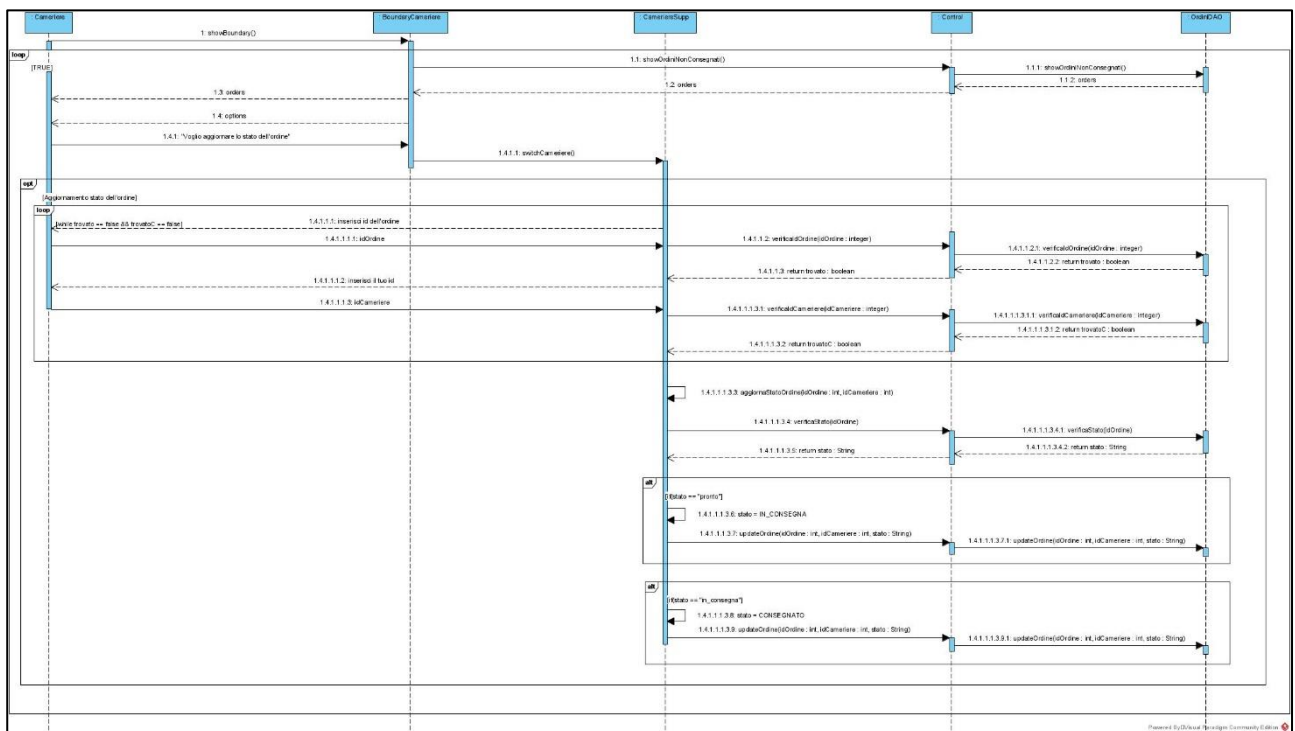 : Cameriere
: BoundaryCameriere
: CameriereSupp
: Control
: OrdiniDAO
1: showBoundary()
loop
[TRUE]
1.1: showOrdiniNonConsegnati()
1.1.1: showOrdiniNonConsegnati()
1.1.2: orders
1.2: orders
1.3: orders
1.4: options
1.4.1: "Voglio aggiornare lo stato dell'ordine"
1.4.1.1: switchCameriere()
opt
[Aggiornamento stato dell'ordine]
loop
[while trovato == false && trovatoC == false]
1.4.1.1.1: inserisci id dell'ordine
1.4.1.1.1.1: idOrdine
1.4.1.1.2: verificaIdOrdine(idOrdine : integer)
1.4.1.1.2.1: verificaIdOrdine(idOrdine : integer)
1.4.1.1.2.2: return trovato : boolean
1.4.1.1.3: return trovato : boolean
1.4.1.1.1.2: inserisci il tuo id
1.4.1.1.1.3: idCameriere
1.4.1.1.1.3.1: verificaIdCameriere(idCameriere : integer)
1.4.1.1.1.3.1.1: verificaIdCameriere(idCameriere : integer)
1.4.1.1.1.3.1.2: return trovatoC : boolean
1.4.1.1.1.3.2: return trovatoC : boolean
1.4.1.1.1.3.3: aggiornaStatoOrdine(idOrdine : int, idCameriere : int)
1.4.1.1.1.3.4: verificaStato(idOrdine)
1.4.1.1.1.3.4.1: verificaStato(idOrdine)
1.4.1.1.1.3.4.2: return stato : String
1.4.1.1.1.3.5: return stato : String
alt
[if(stato == "pronto"]
1.4.1.1.1.3.6: stato = IN_CONSEGNA
1.4.1.1.1.3.7: updateOrdine(idOrdine : int, idCameriere : int, stato : String)
1.4.1.1.1.3.7.1: updateOrdine(idOrdine : int, idCameriere : int, stato : String)
alt
[if(stato == "in_consegna"]
1.4.1.1.1.3.8: stato = CONSEGNATO
1.4.1.1.1.3.9: updateOrdine(idOrdine : int, idCameriere : int, stato : String)
1.4.1.1.1.3.9.1: updateOrdine(idOrdine : int, idCameriere : int, stato : String)
Powered By Visual Paradigm Community Edition